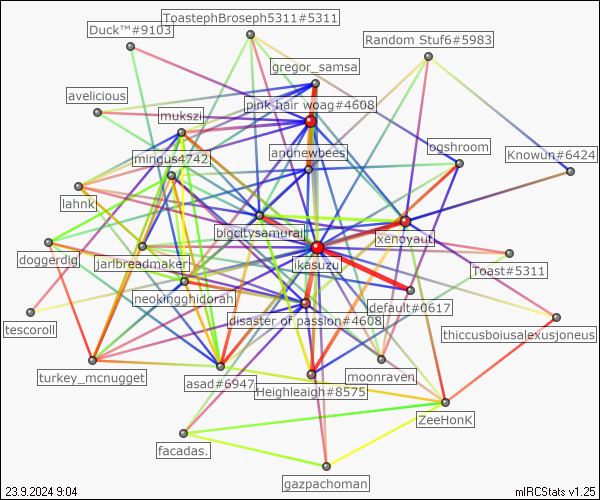 ToastephBroseph5311#5311
Duck™#9103
Random Stuf6#5983
gregor_samsa
avelicious
pink hair woag#4608
mukszi
ogshroom
andnewbees
mingus4742
Knowun#6424
lahnk
bigcitysamurai
xenoyaut
doggerdigl
jarlbreadmaker
ikasuzu
Toast#5311
neokingghidorah
default#0617
disaster of passion#4608
tescoroll
thiccusboiusalexusjoneus
turkey_mcnugget
asad#6947
moonraven
Heighleaigh#8575
ZeeHonK
facadas.
gazpachoman
23.9.2024 9:04
mIRCStats v1.25